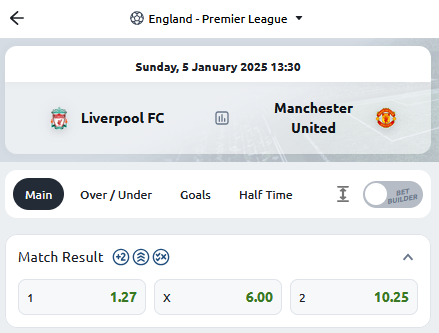 England - Premier League
Sunday, 5 January 2025 13:30
Liverpool FC
Manchester
United
Main Over / Under Goals Half Time BET
BUILDER
Match Result +2
1 1.27 X 6.00 2 10.25